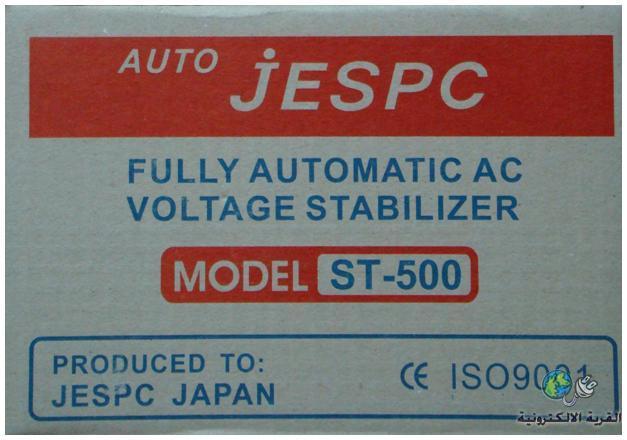 AUTO jESPC
FULLY AUTOMATIC AC
VOLTAGE STABILIZER
MODEL ST-500
PRODUCED TO:
JESPC JAPAN
CE ISO9001
القرية الالكترونية